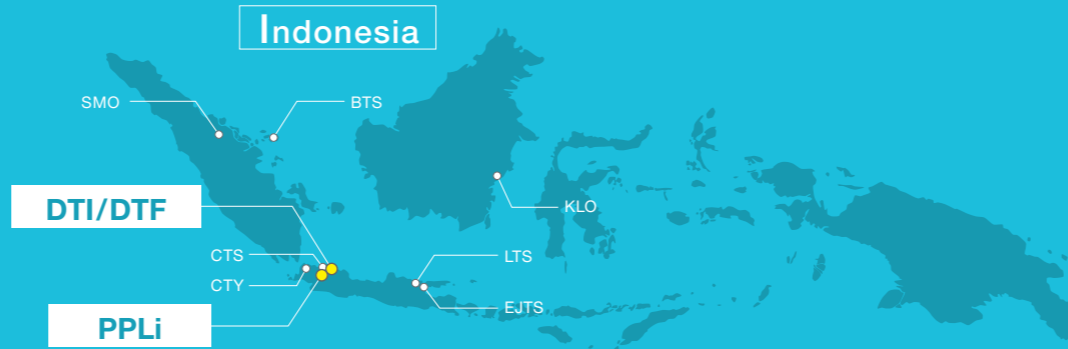 Indonesia
SMO
BTS
DTI/DTF
KLO
CTS
LTS
CTY
EJTS
PPLi